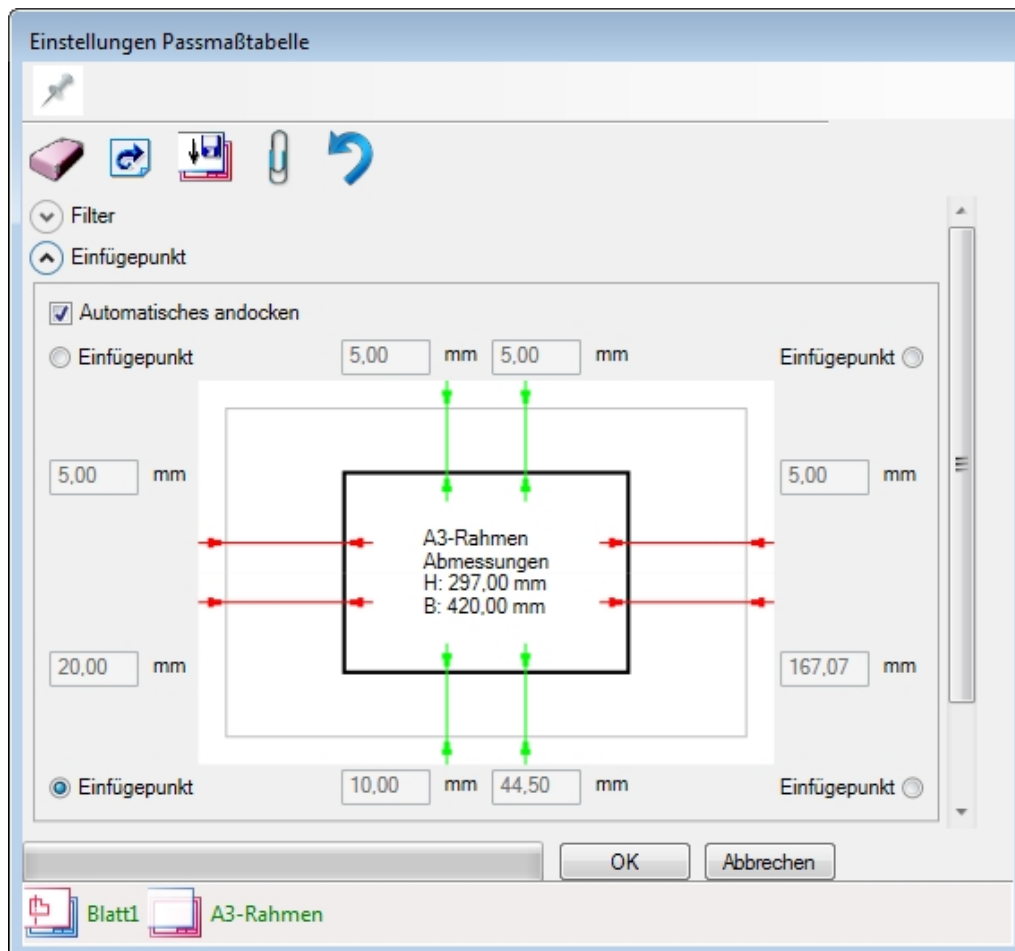 Einstellungen Passmaßtabelle
Filter
Einfügepunkt
Automatisches andocken
Einfügepunkt 5,00 mm 5,00 mm Einfügepunkt
5,00 mm 5,00 mm
A3-Rahmen
Abmessungen
H: 297,00 mm
B: 420,00 mm
20,00 mm 167,07 mm
Einfügepunkt 10,00 mm 44,50 mm Einfügepunkt
OK Abbrechen
Blatt1 A3-Rahmen